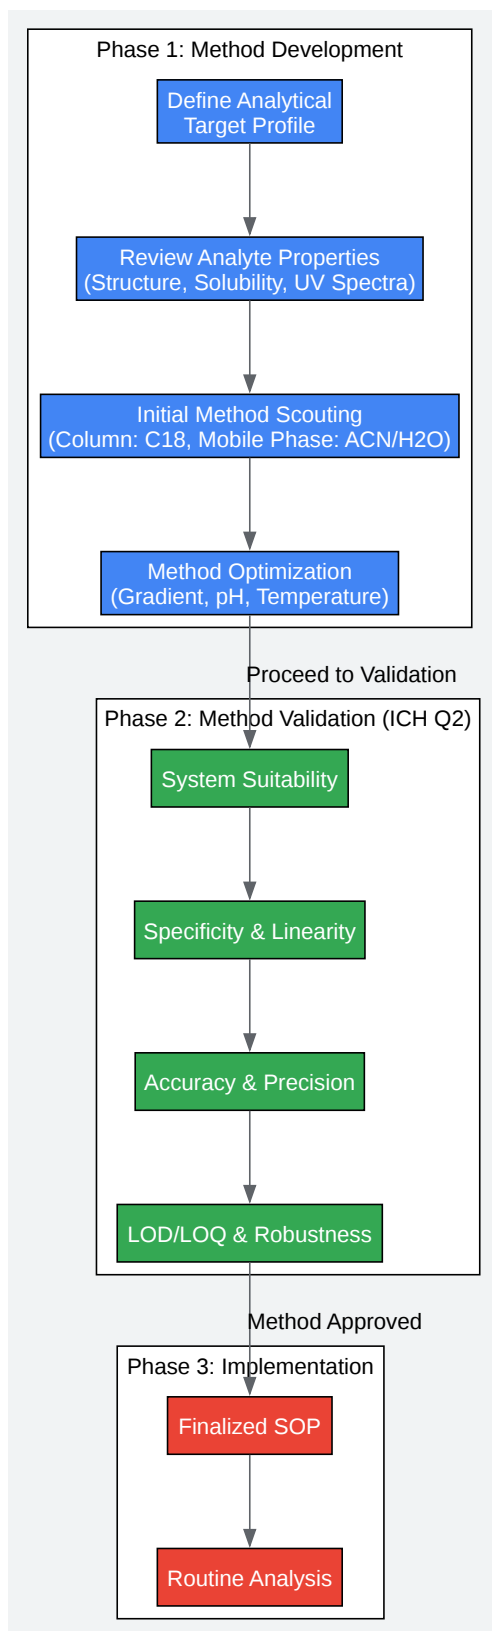 Phase 1: Method Development
Define Analytical
Target Profile
Review Analyte Properties
(Structure, Solubility, UV Spectra)
Initial Method Scouting
(Column: C18, Mobile Phase: ACN/H2O)
Method Optimization
(Gradient, pH, Temperature)
Proceed to Validation
Phase 2: Method Validation (ICH Q2)
System Suitability
Specificity & Linearity
Accuracy & Precision
LOD/LOQ & Robustness
Method Approved
Phase 3: Implementation
Finalized SOP
Routine Analysis